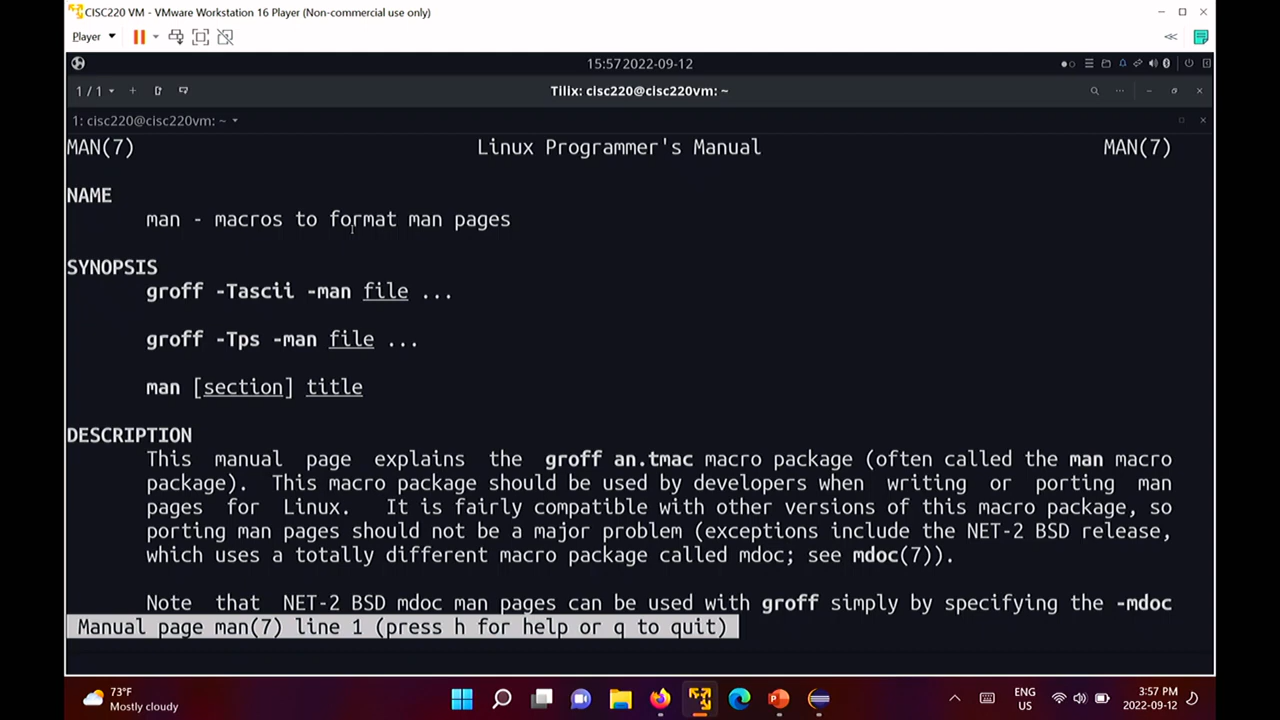 CISC220 VM - VMware Workstation 16 Player (Non-commercial use only)
Player
15:57 2022-09-12
1 / 1
Tilix: cisc220@cisc220vm: ~
1: cisc220@cisc220vm: ~
MAN(7) Linux Programmer's Manual MAN(7)
NAME
man - macros to format man pages
SYNOPSIS
groff -Tascii -man file ...
groff -Tps -man file ...
man [section] title
DESCRIPTION
This manual page explains the groff an.tmac macro package (often called the man macro
package). This macro package should be used by developers when writing or porting man
pages for Linux. It is fairly compatible with other versions of this macro package, so
porting man pages should not be a major problem (exceptions include the NET-2 BSD release,
which uses a totally different macro package called mdoc; see mdoc(7)).
Note that NET-2 BSD mdoc man pages can be used with groff simply by specifying the -mdoc
Manual page man(7) line 1 (press h for help or q to quit)
73°F
Mostly cloudy
ENG
US
3:57 PM
2022-09-12